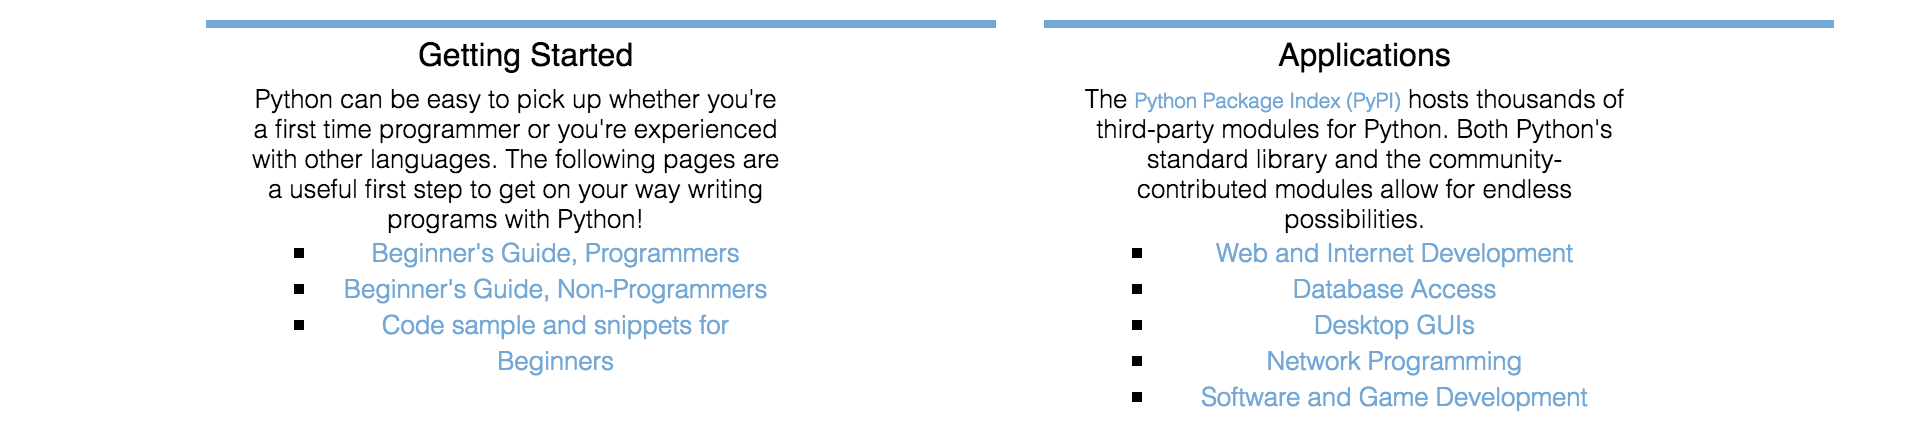 Getting Started
Python can be easy to pick up whether you're
a first time programmer or you're experienced
with other languages. The following pages are
a useful first step to get on your way writing
programs with Python!
Beginner's Guide, Programmers
Beginner's Guide, Non-Programmers
Code sample and snippets for
Beginners
Applications
The Python Package Index (PyPI) hosts thousands of
third-party modules for Python. Both Python's
standard library and the community-
contributed modules allow for endless
possibilities.
Web and Internet Development
Database Access
Desktop GUIs
Network Programming
Software and Game Development